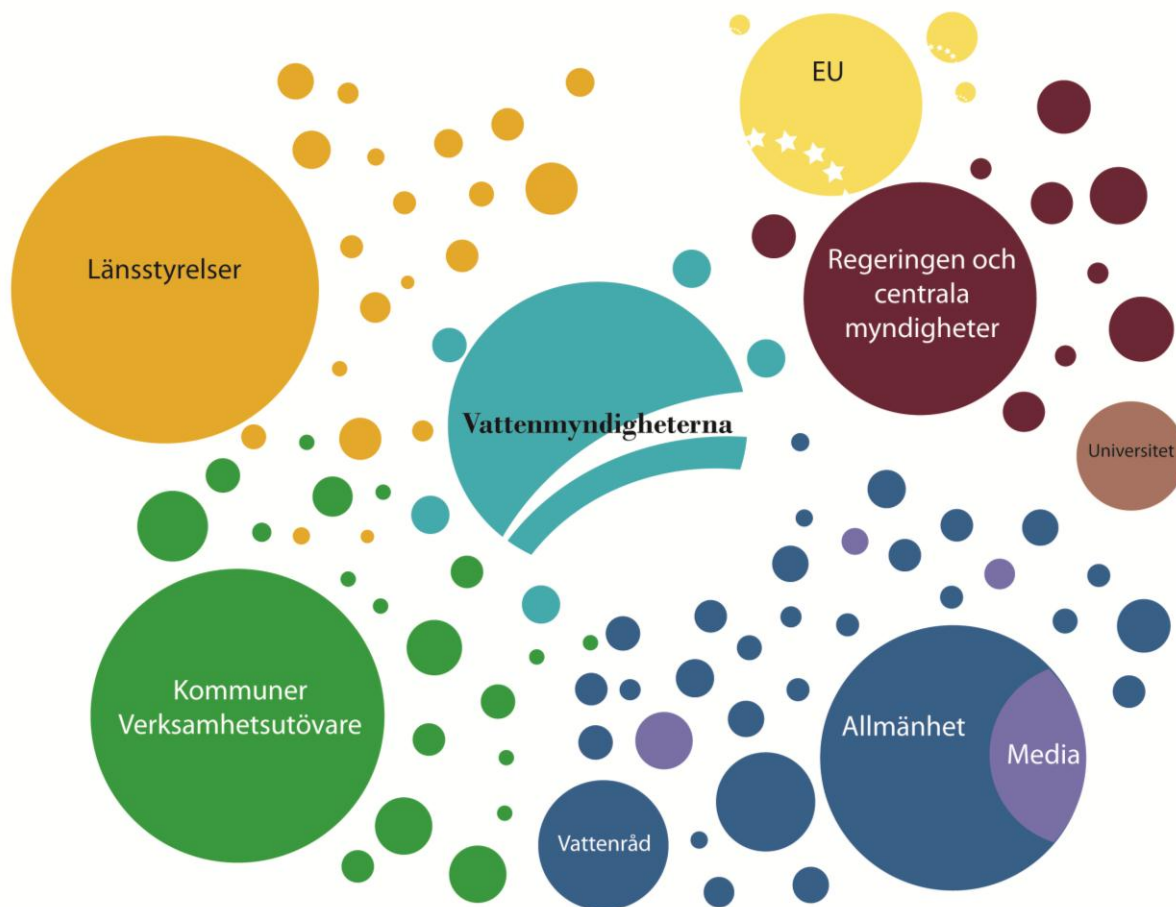 EU
Länsstyrelser
Regeringen och
centrala
myndigheter
Vattenmyndigheterna
Universitet
Kommuner
Verksamhetsutövare
Allmänhet
Media
Vattenråd